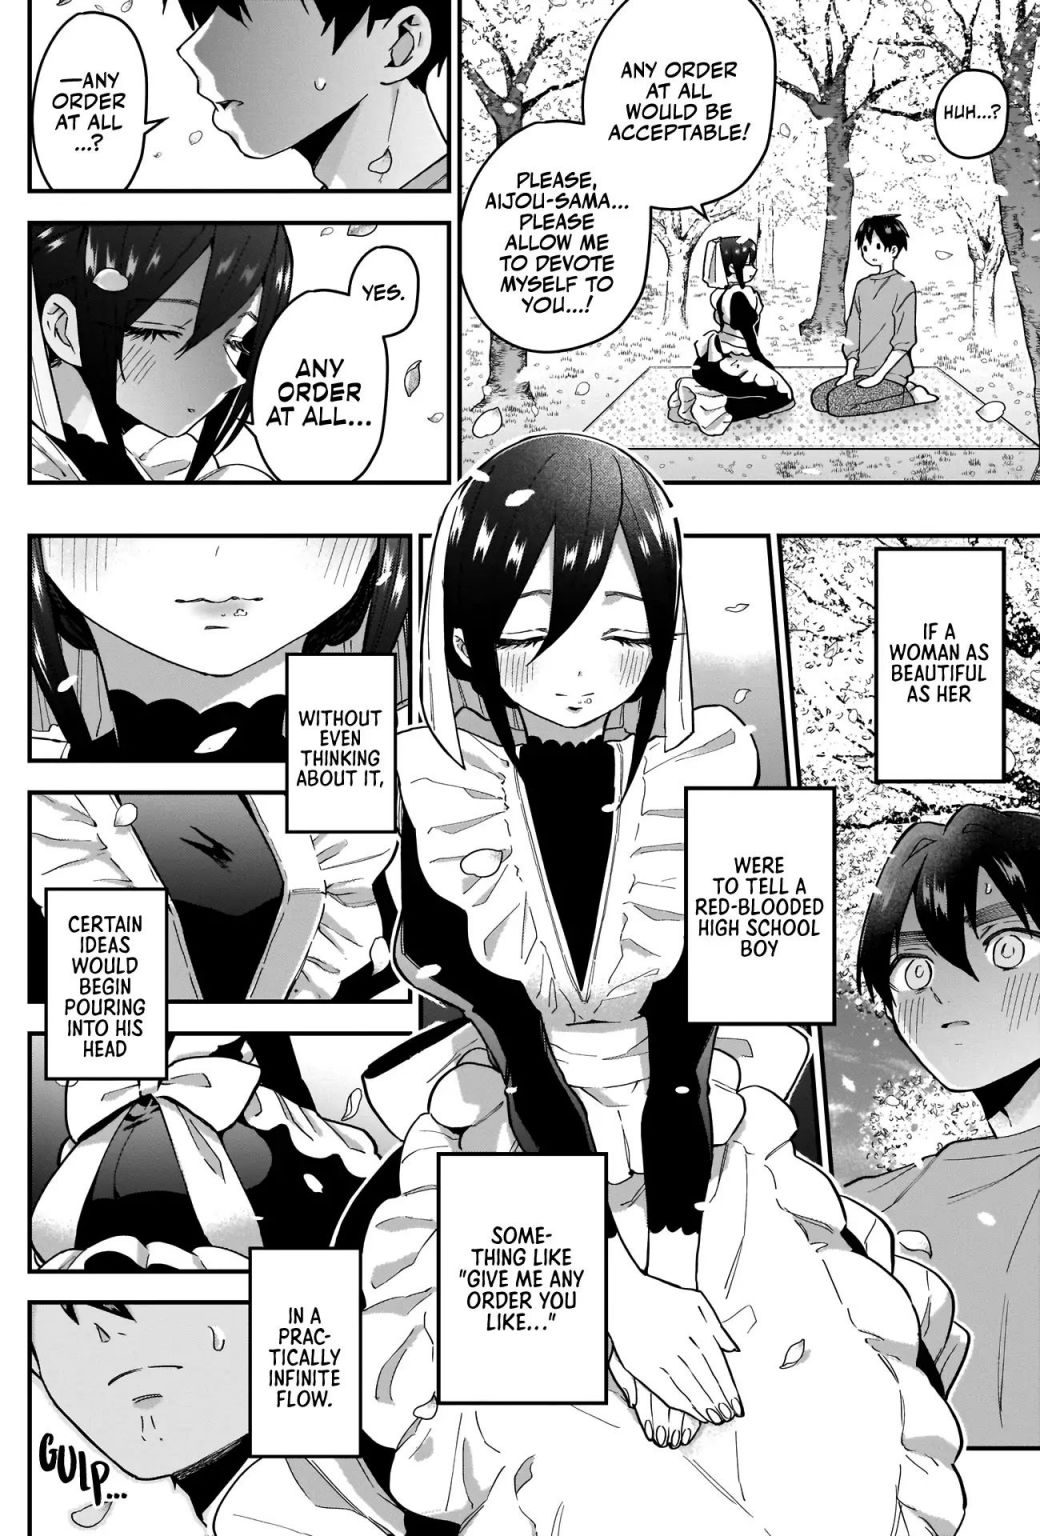 HUH...?
ANY ORDER
AT ALL
WOULD BE
ACCEPTABLE!
PLEASE,
AIJOU-SAMA...
PLEASE
ALLOW ME
TO DEVOTE
MYSELF TO
YOU...!
—ANY
ORDER
AT ALL
...?
YES.
ANY
ORDER
AT ALL...
IF A
WOMAN AS
BEAUTIFUL
AS HER
WERE
TO TELL A
RED-BLOODED
HIGH SCHOOL
BOY
SOME-
THING LIKE
"GIVE ME ANY
ORDER YOU
LIKE..."
WITHOUT
EVEN
THINKING
ABOUT IT,
CERTAIN
IDEAS
WOULD
BEGIN
POURING
INTO HIS
HEAD
IN A
PRAC-
TICALLY
INFINITE
FLOW.
GULP...